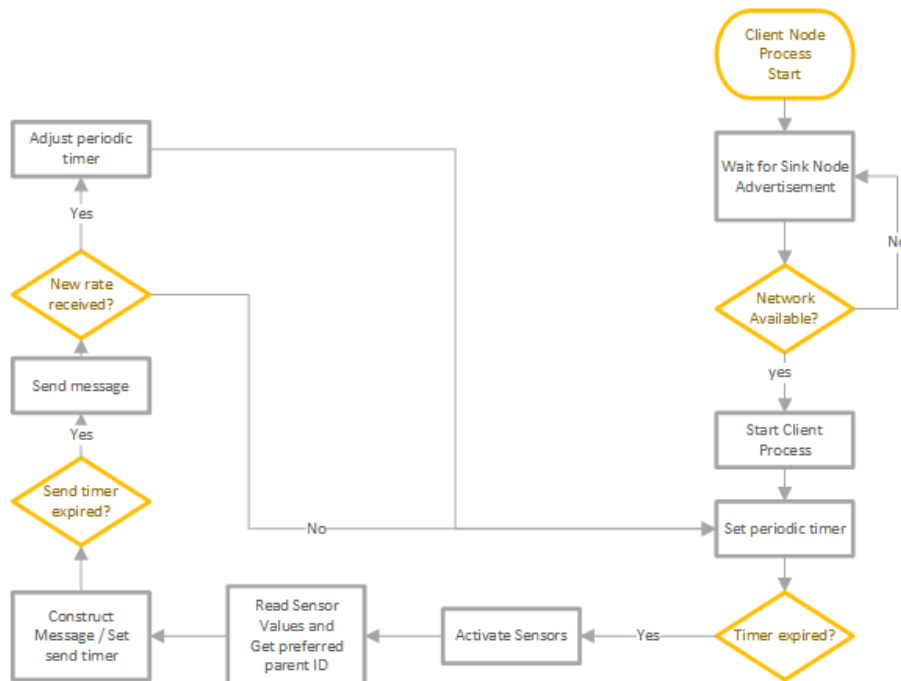 Client Node
Process
Start
Wait for Sink Node
Advertisement
No
Network
Available?
yes
Start Client
Process
Set periodic timer
Timer expired?
Yes
Activate Sensors
Read Sensor
Values and
Get preferred
parent ID
Construct
Message / Set
send timer
Send timer
expired?
Yes
Send message
New rate
received?
No
Yes
Adjust periodic
timer